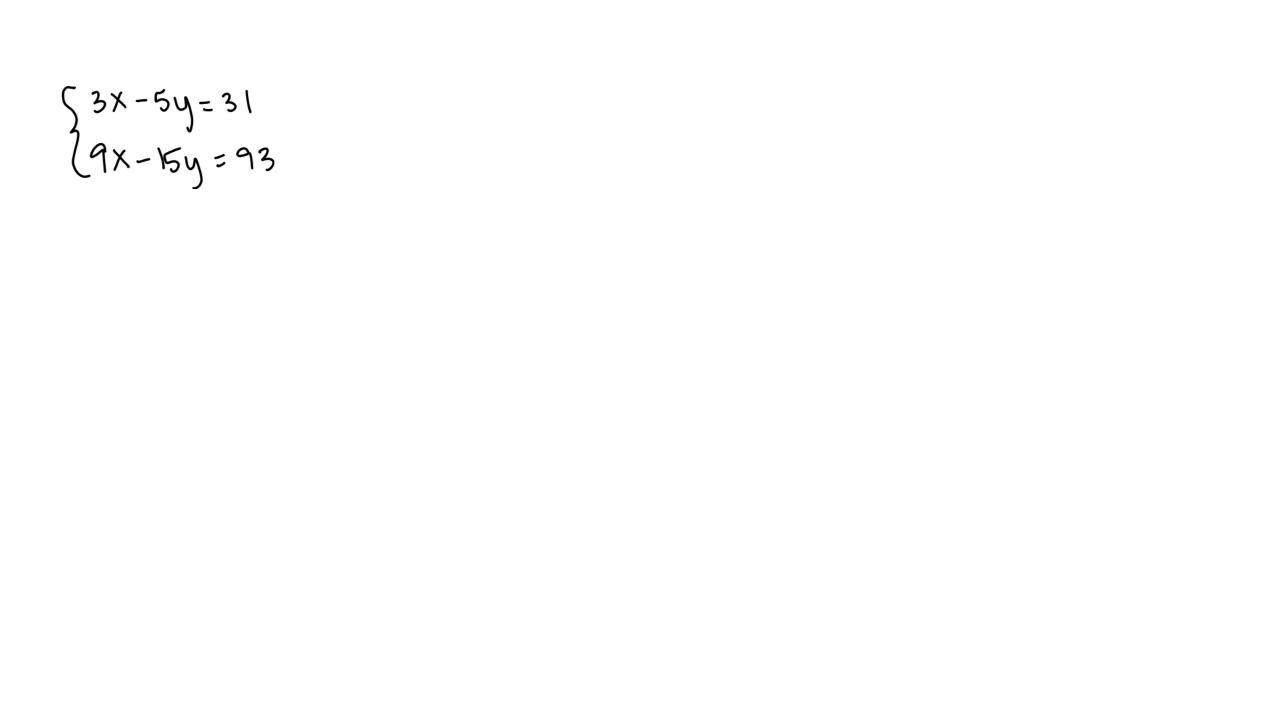 3x - 5y = 31
9x - 15y = 93